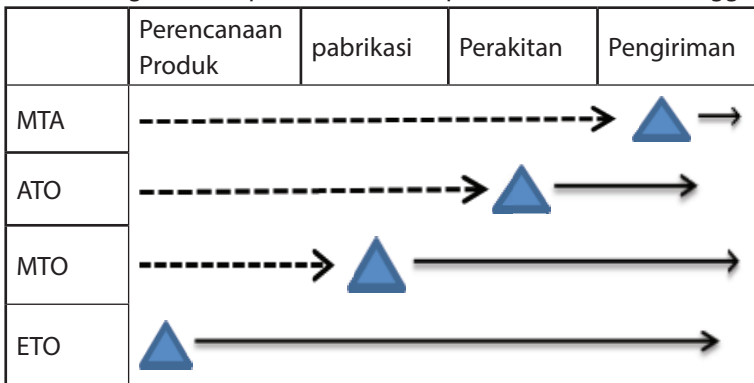 Perencanaan
Produk
pabrikasi
Perakitan
Pengiriman
MTA
ATO
MTO
ETO